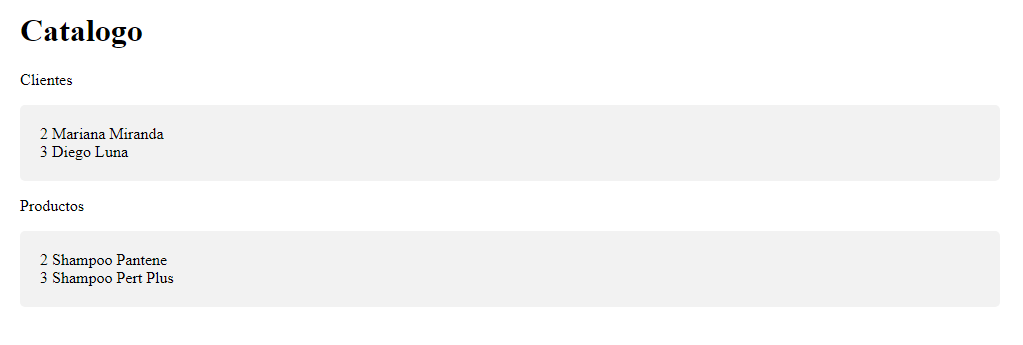 Catalogo
Clientes
2 Mariana Miranda
3 Diego Luna
Productos
2 Shampoo Pantene
3 Shampoo Pert Plus